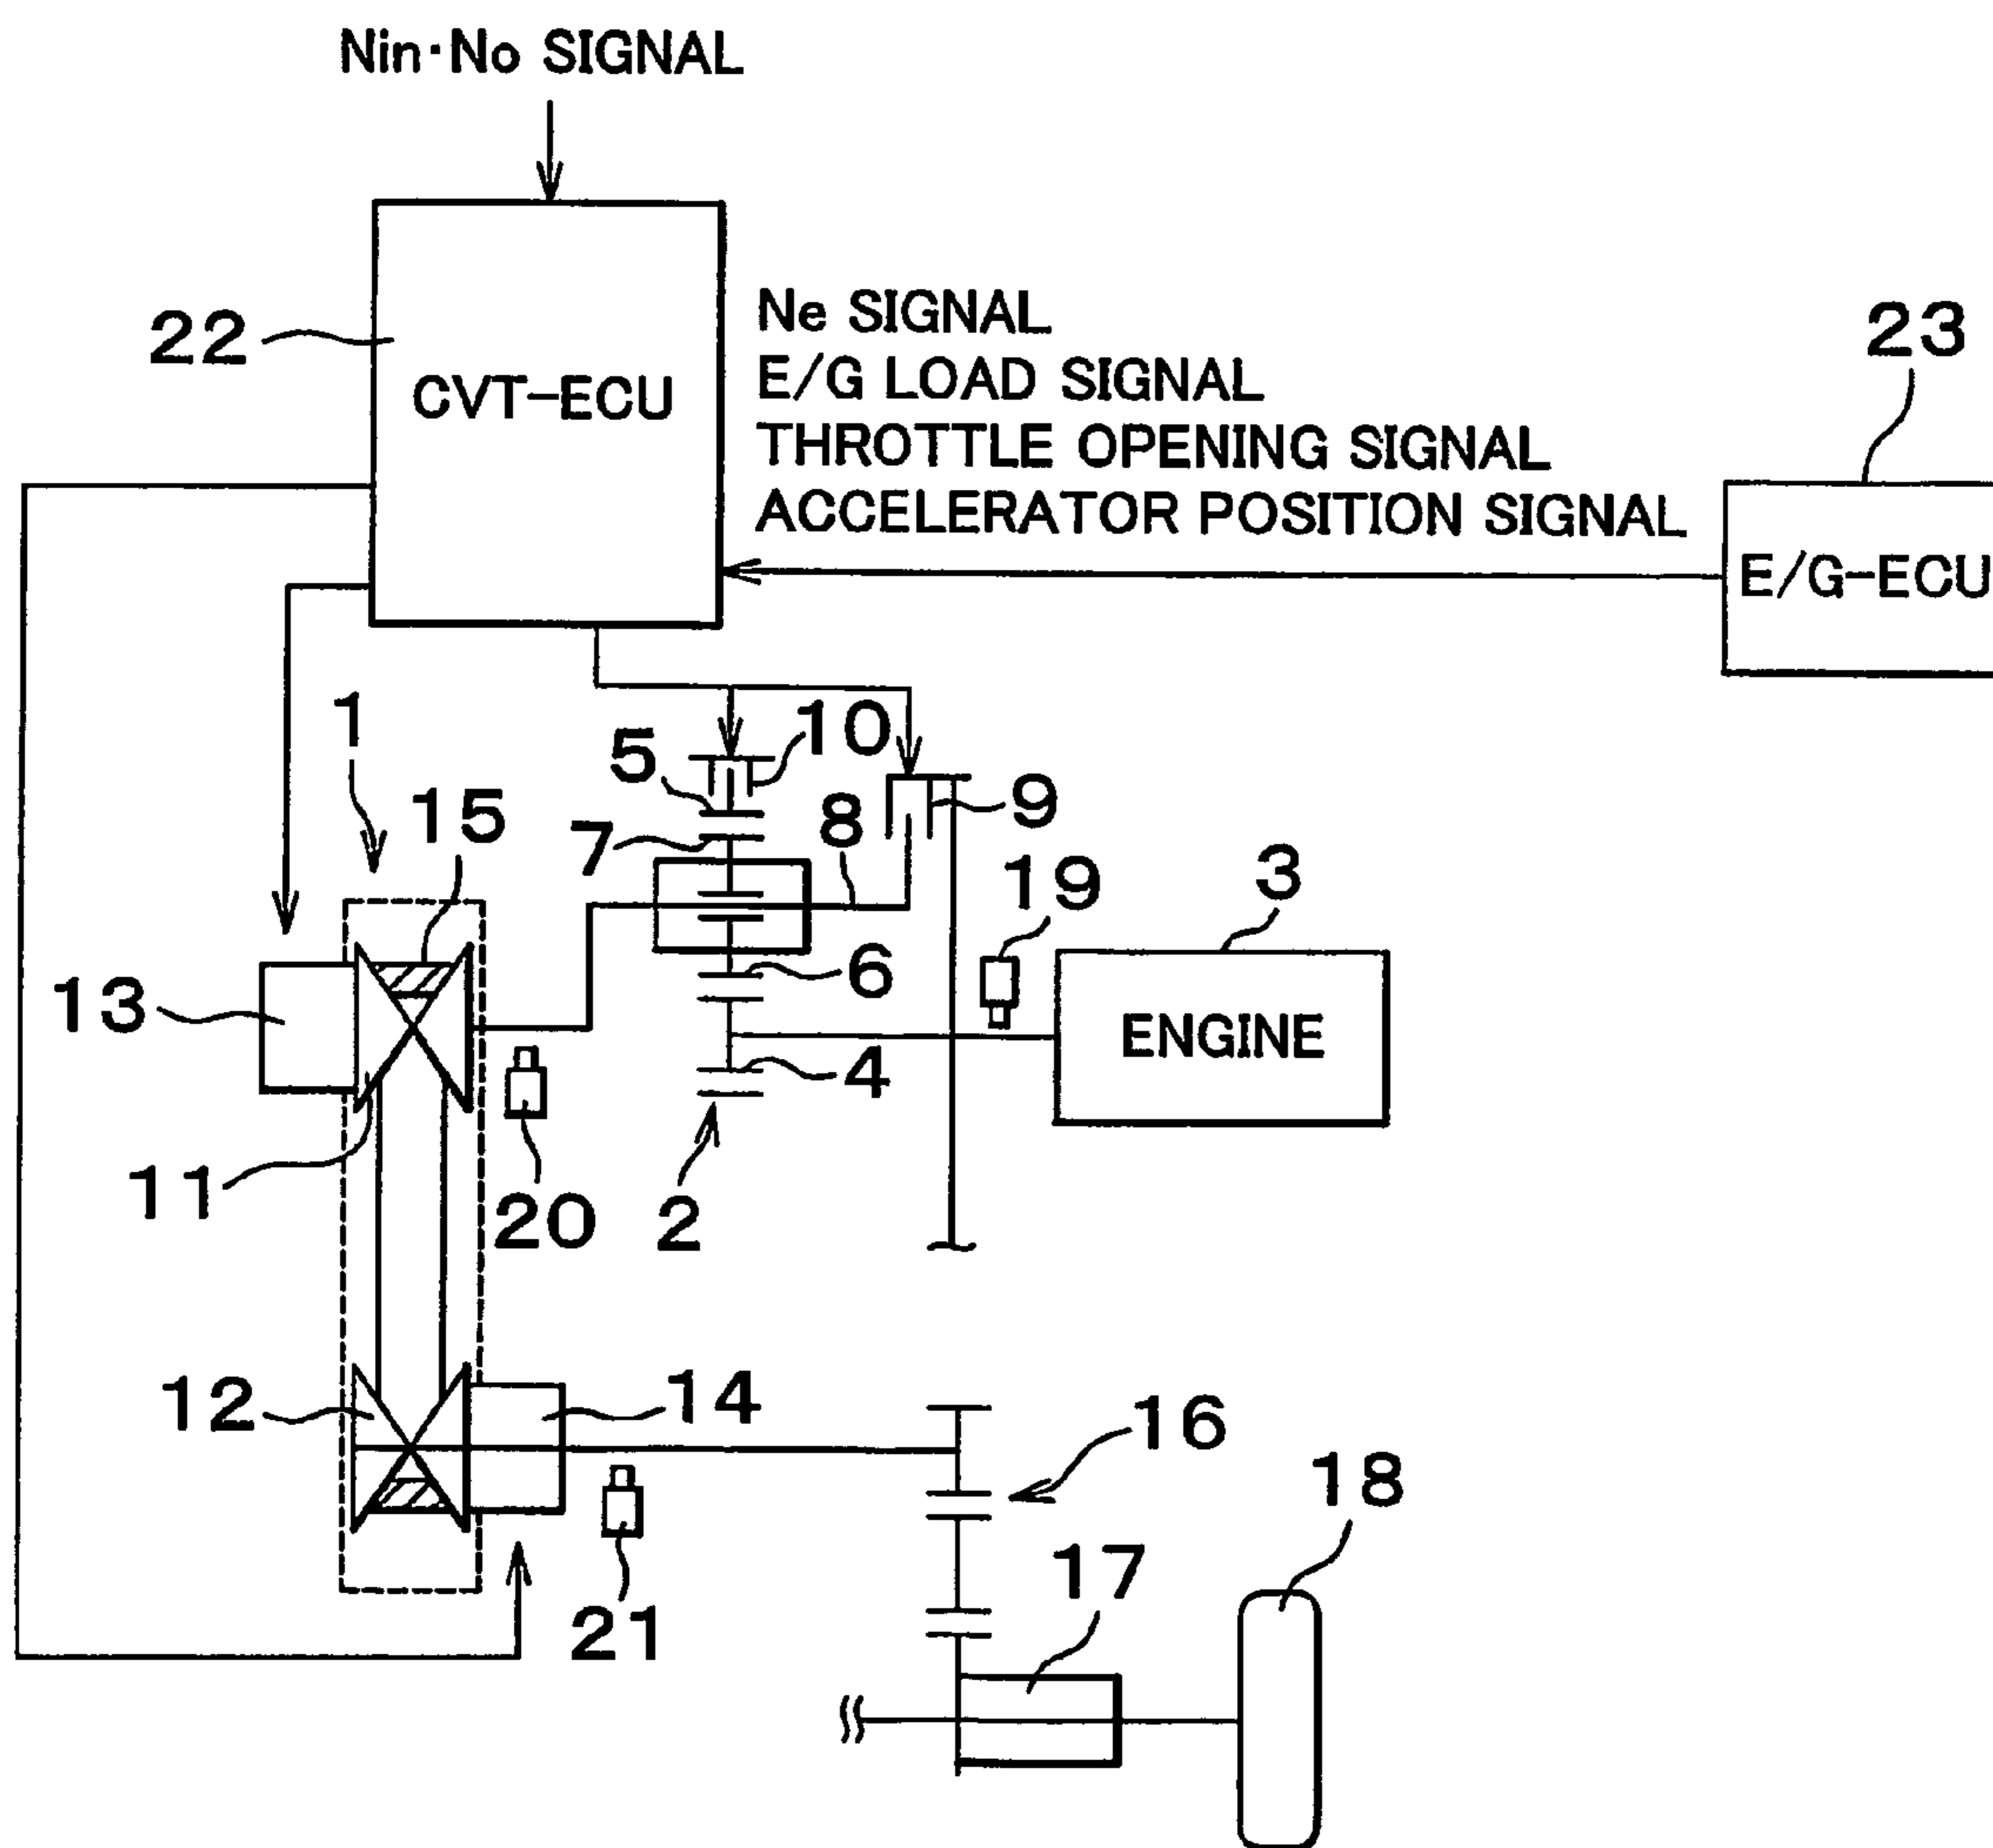 Nin·No SIGNAL
22
CVT-ECU
Ne SIGNAL
E/G LOAD SIGNAL
THROTTLE OPENING SIGNAL
ACCELERATOR POSITION SIGNAL
23
E/G-ECU
1
15
5
10
7
8
9
19
3
13
6
ENGINE
4
11
20
2
12
14
16
18
21
17